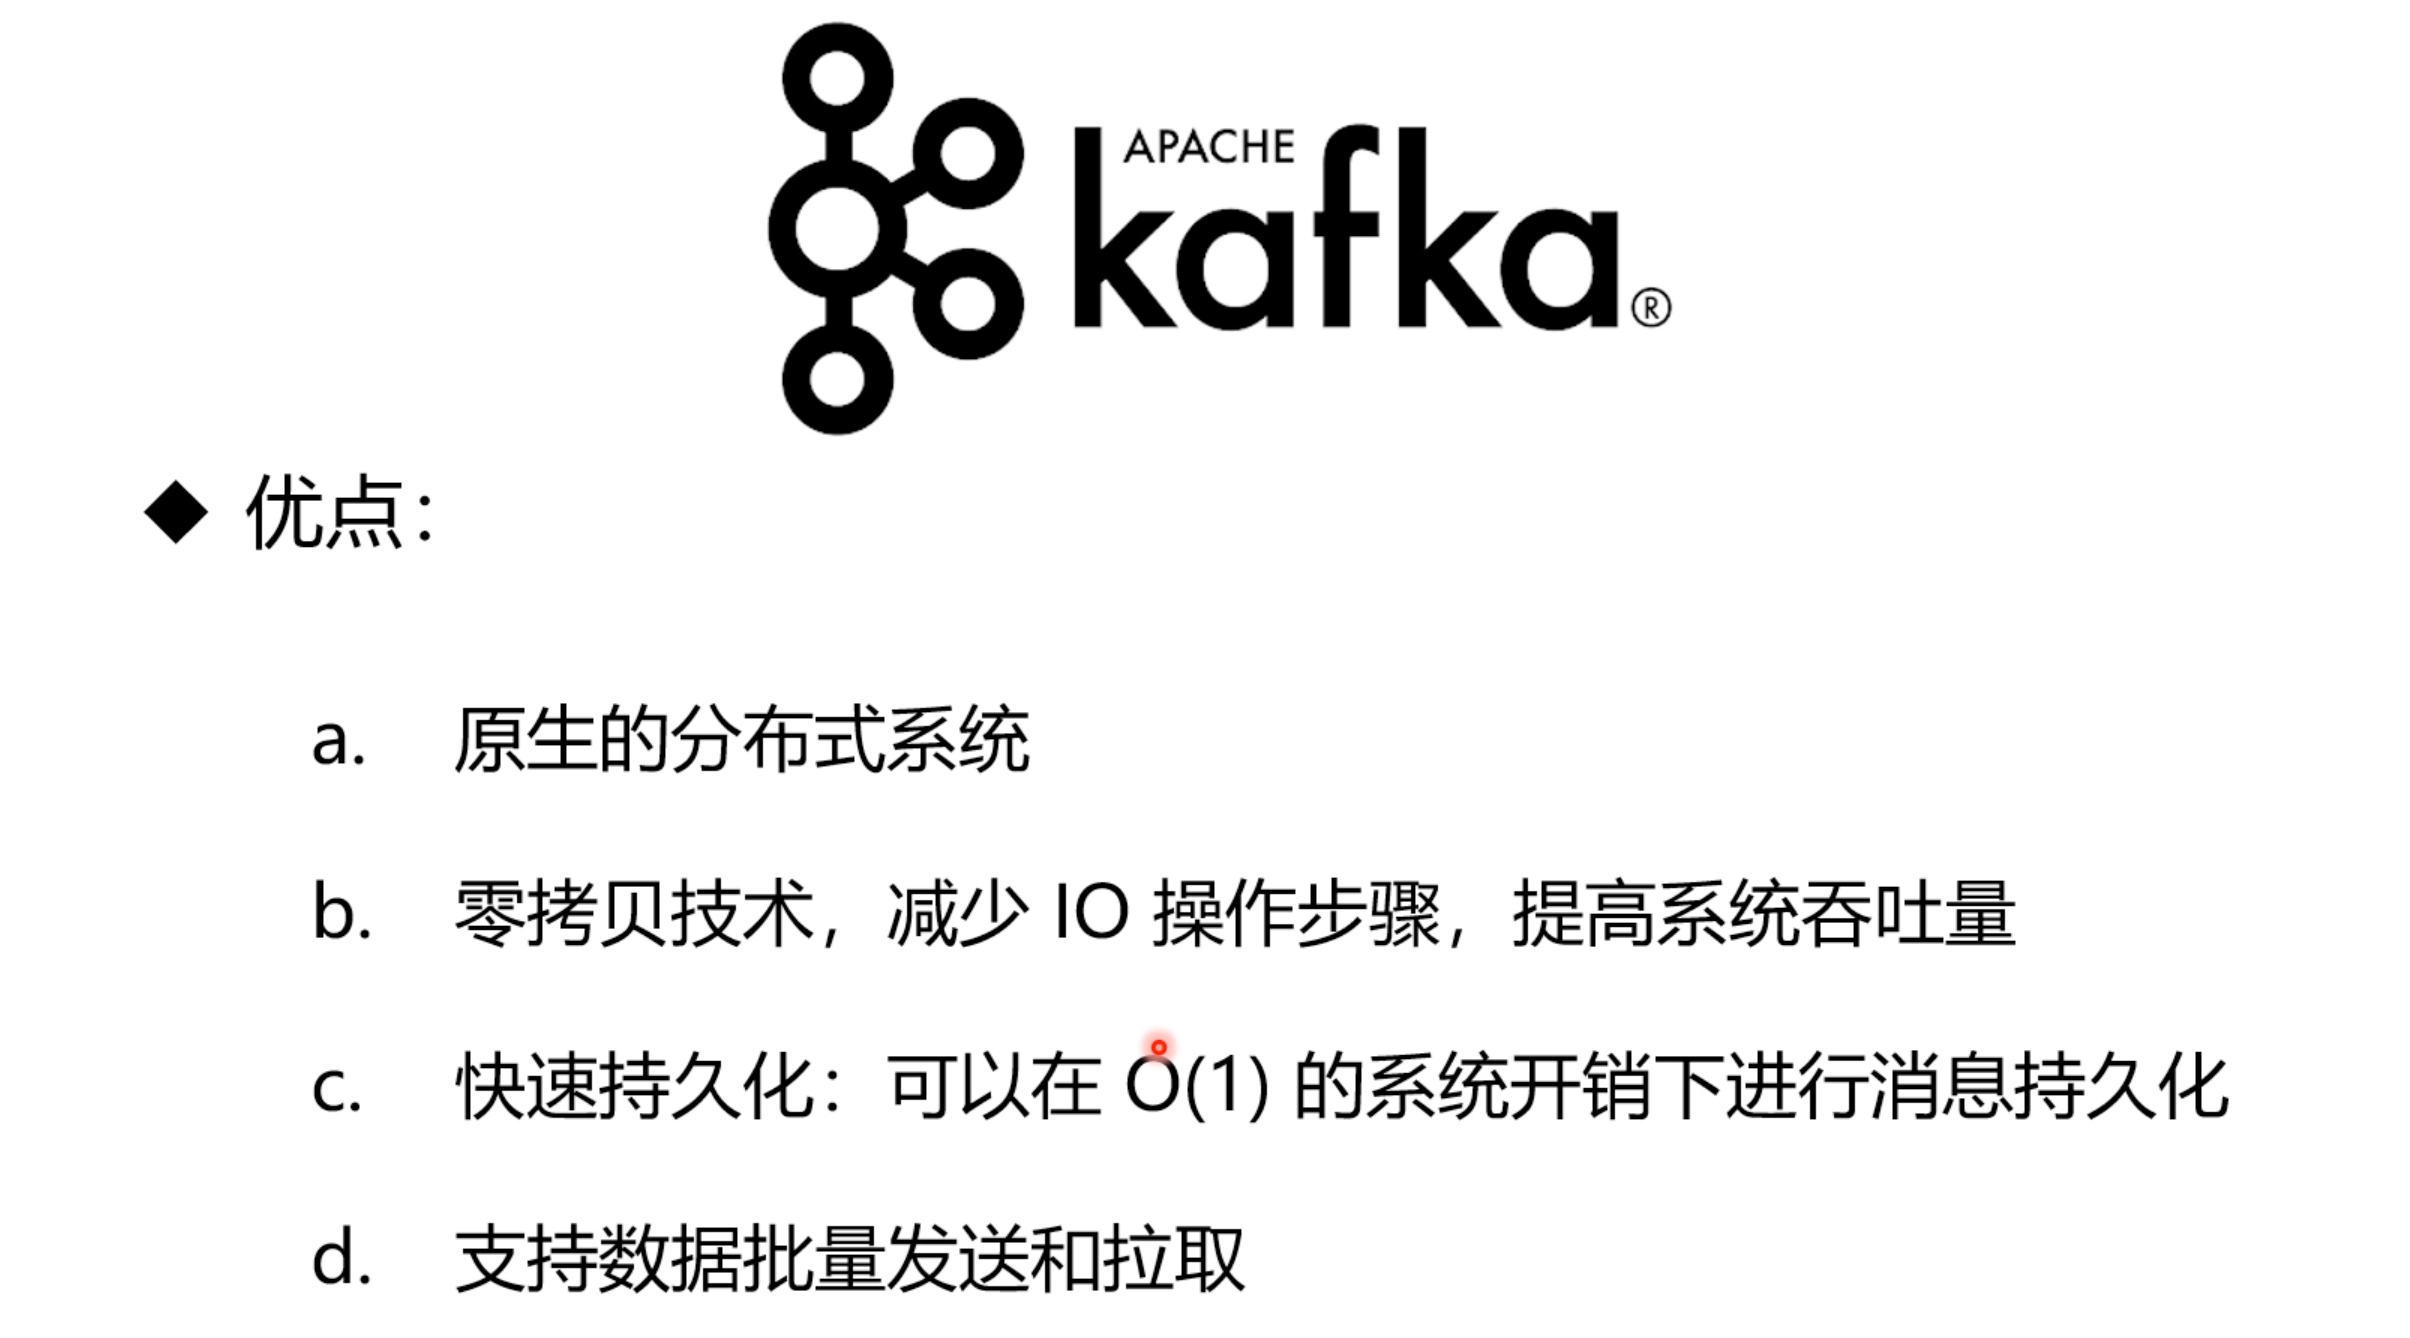 APACHE
kafka®
◆ 优点：
a. 原生的分布式系统
b. 零拷贝技术，减少 IO 操作步骤，提高系统吞吐量
c. 快速持久化：可以在 O(1) 的系统开销下进行消息持久化
d. 支持数据批量发送和拉取